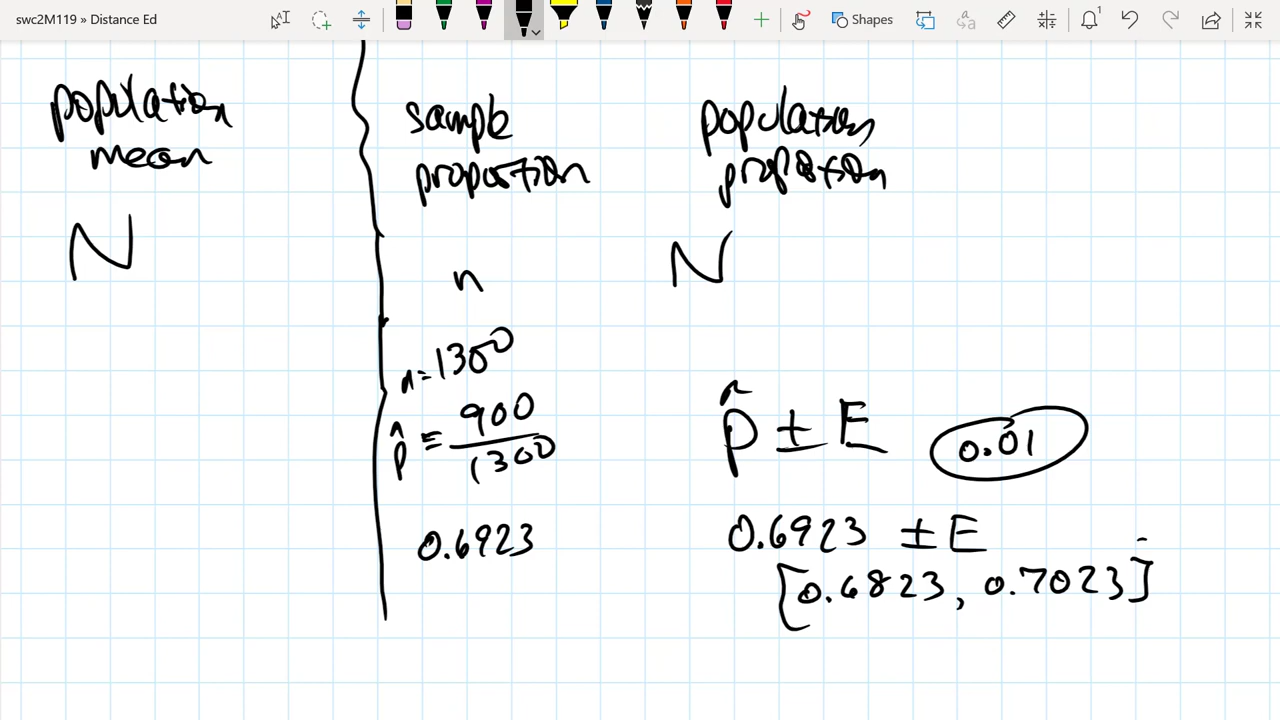 swc2M119 » Distance Ed
Shapes
population
mean
N
sample
proportion
n
n=1300
p̂ = 900/1300
0.6923
population
proportion
N
p̂ ± E 0.01
0.6923 ± E
[0.6823, 0.7023]